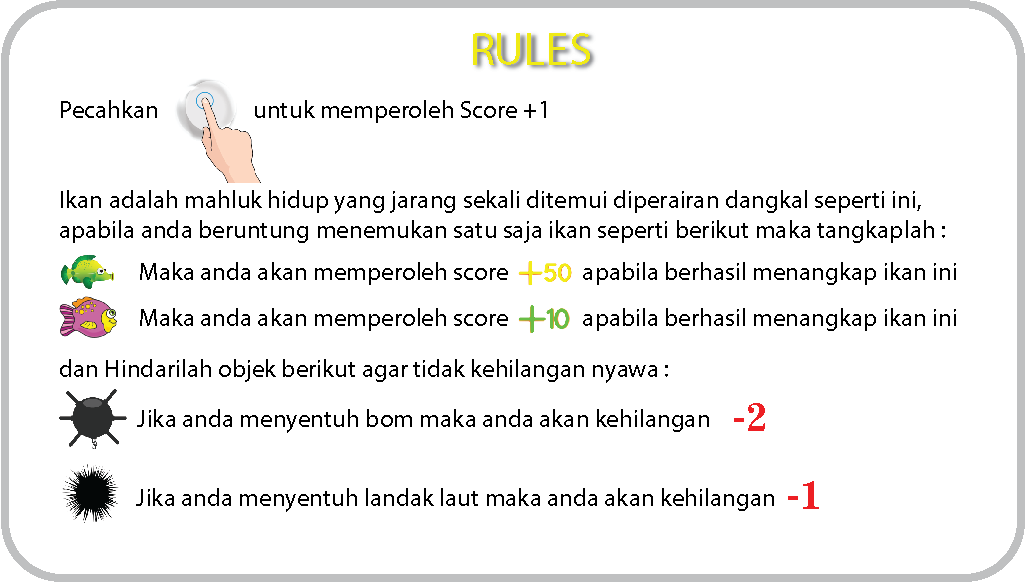 RULES
Pecahkan untuk memperoleh Score +1
Ikan adalah mahluk hidup yang jarang sekali ditemui diperairan dangkal seperti ini,
apabila anda beruntung menemukan satu saja ikan seperti berikut maka tangkaplah :
Maka anda akan memperoleh score +50 apabila berhasil menangkap ikan ini
Maka anda akan memperoleh score +10 apabila berhasil menangkap ikan ini
dan Hindarilah objek berikut agar tidak kehilangan nyawa :
Jika anda menyentuh bom maka anda akan kehilangan -2
Jika anda menyentuh landak laut maka anda akan kehilangan -1